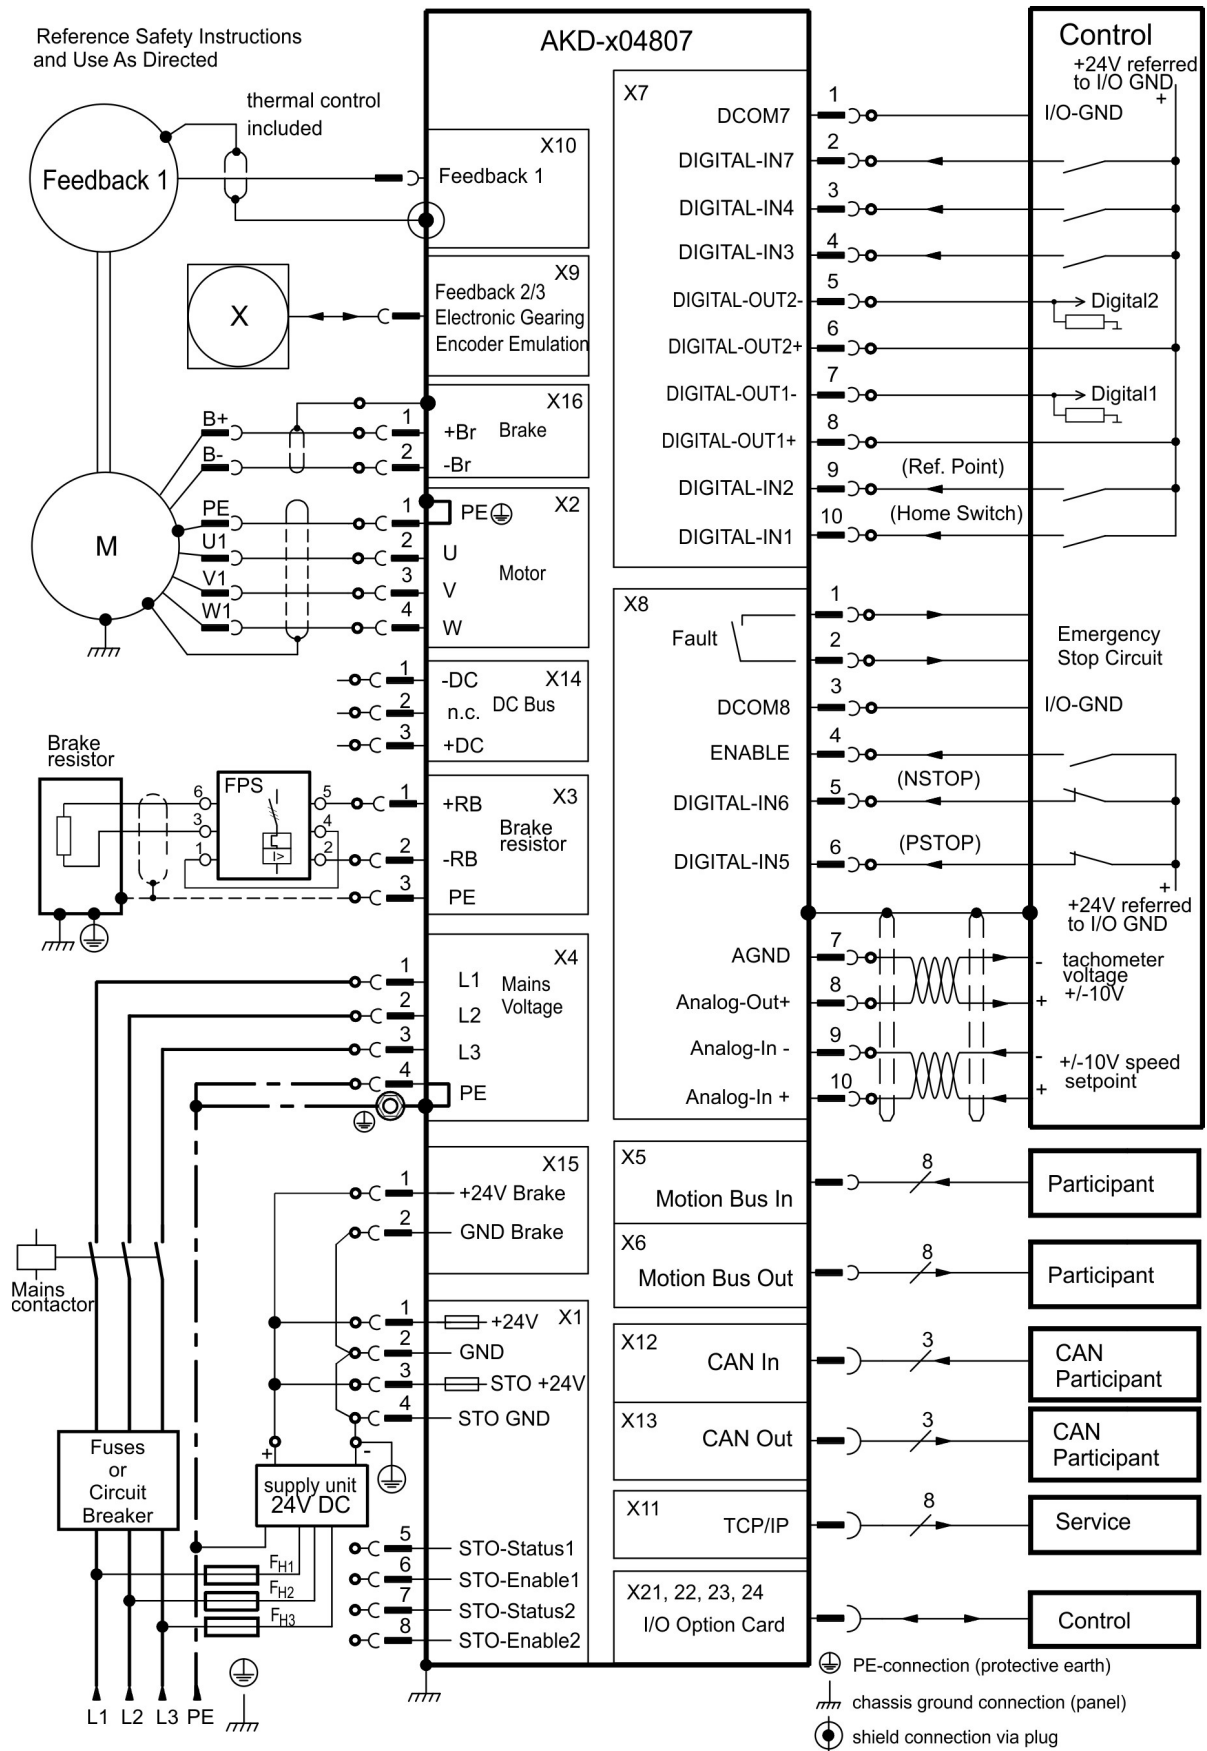 Reference Safety Instructions
and Use As Directed
AKD-x04807
Control
+24V referred
to I/O GND
+
thermal control
included
Feedback 1
X10
Feedback 1
X
X9
Feedback 2/3
Electronic Gearing
Encoder Emulation
B+
B-
1
2
X16
+Br Brake
-Br
M
PE
U1
V1
W1
1
2
3
4
X2
PE
U
V
W
Motor
1
2
3
X14
-DC
n.c.
+DC
DC Bus
Brake
resistor
FPS
6
3
1
5
4
2
I>
1
2
3
X3
+RB
-RB
PE
Brake
resistor
1
2
3
4
X4
L1
L2
L3
PE
Mains
Voltage
Mains
contactor
1
2
X15
+24V Brake
GND Brake
1
2
3
4
X1
+24V
GND
STO +24V
STO GND
+
-
supply unit
24V DC
Fuses
or
Circuit
Breaker
5
6
7
8
STO-Status1
STO-Enable1
STO-Status2
STO-Enable2
FH1
FH2
FH3
L1 L2 L3 PE
X7
DCOM7
1
I/O-GND
DIGITAL-IN7
2
DIGITAL-IN4
3
DIGITAL-IN3
4
DIGITAL-OUT2-
5
Digital2
DIGITAL-OUT2+
6
DIGITAL-OUT1-
7
Digital1
DIGITAL-OUT1+
8
DIGITAL-IN2
9
(Ref. Point)
DIGITAL-IN1
10
(Home Switch)
X8
Fault
1
2
Emergency
Stop Circuit
DCOM8
3
I/O-GND
ENABLE
4
DIGITAL-IN6
5
(NSTOP)
DIGITAL-IN5
6
(PSTOP)
+
+24V referred
to I/O GND
AGND
7
-
Analog-Out+
8
+
tachometer
voltage
+/-10V
Analog-In -
9
-
Analog-In +
10
+
+/-10V speed
setpoint
X5
Motion Bus In
8
Participant
X6
Motion Bus Out
8
Participant
X12
CAN In
3
CAN
Participant
X13
CAN Out
3
CAN
Participant
X11
TCP/IP
8
Service
X21, 22, 23, 24
I/O Option Card
Control
PE-connection (protective earth)
chassis ground connection (panel)
shield connection via plug